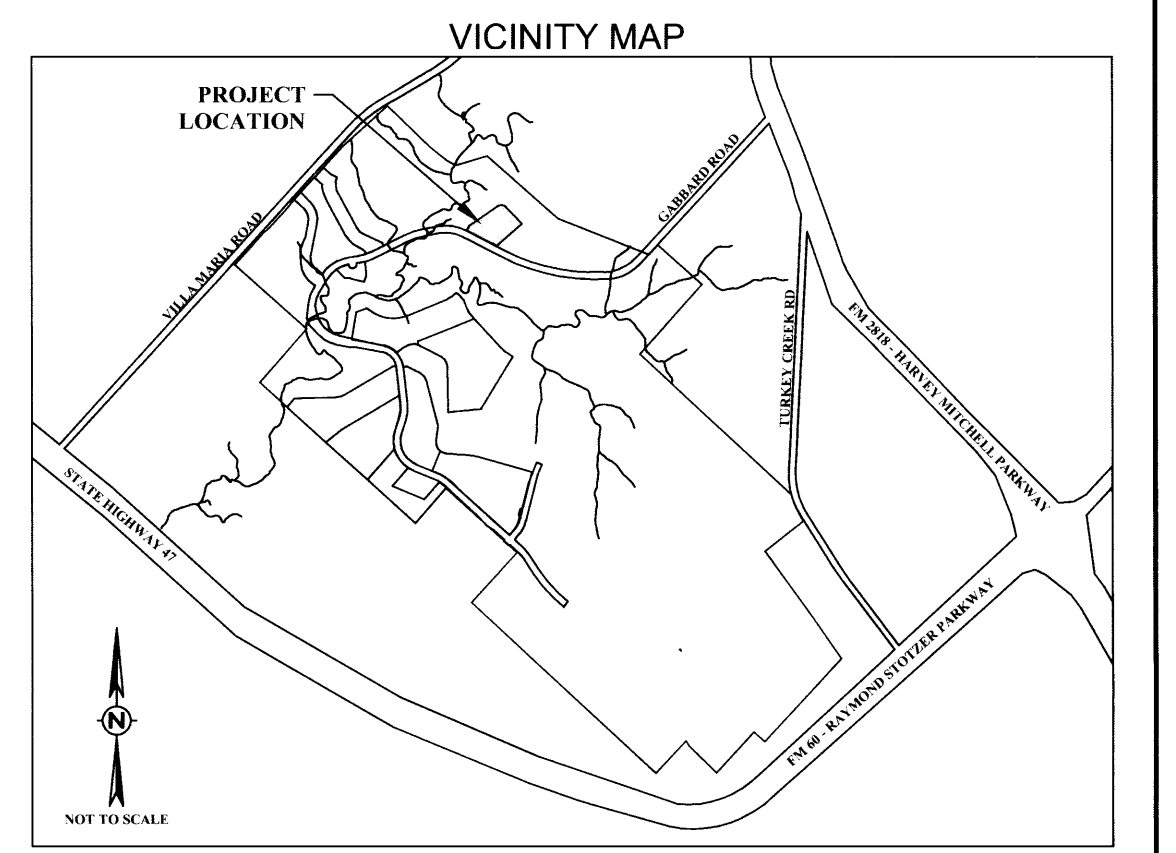 VICINITY MAP
PROJECT
LOCATION
GABBARD ROAD
VILLA MARIA ROAD
TURKEY CREEK RD
FM 2818 - HARVEY MITCHELL PARKWAY
STATE HIGHWAY 47
FM 60 - RAYMOND STOTZER PARKWAY
N
NOT TO SCALE